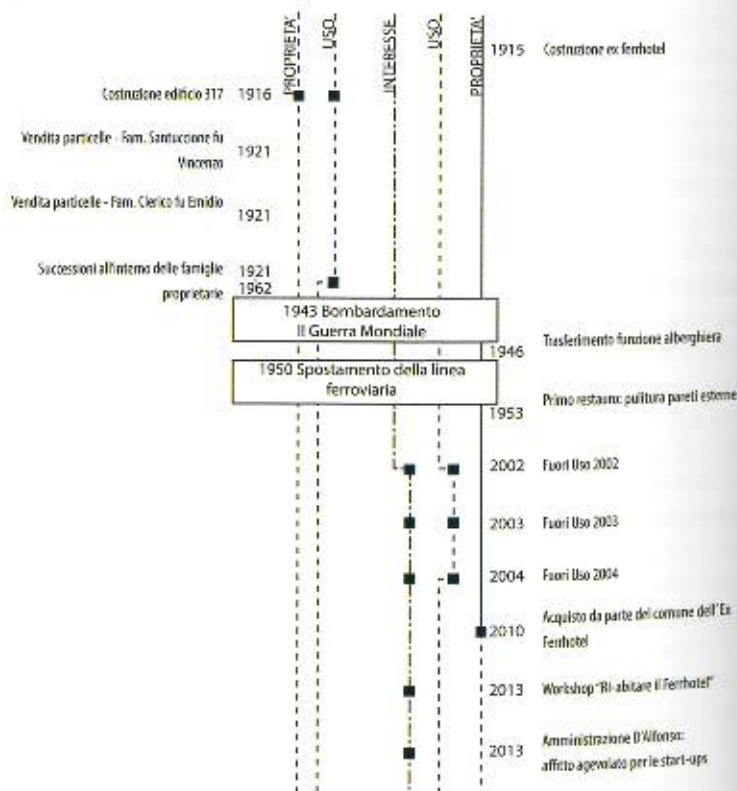 PROPRIETA'
USO
INTERESSE
USO
PROPRIETA'
1915 Costruzione ex ferrhotel
Costruzione edificio 317 1916
Vendita particelle - Fam. Santuccione fu
Vincenzo
1921
Vendita particelle - Fam. Clerico fu Emidio
1921
Successioni all'interno delle famiglie
proprietarie
1921
1962
1943 Bombardamento
II Guerra Mondiale
1946 Trasferimento funzione alberghiera
1950 Spostamento della linea
ferroviaria
1953 Primo restauro: pulitura pareti esterne
2002 Fuori Uso 2002
2003 Fuori Uso 2003
2004 Fuori Uso 2004
2010 Acquisto da parte del comune dell'Ex
Ferrhotel
2013 Workshop "RI-abitare il Ferrhotel"
2013 Amministrazione D'Alfonso:
affitto agevolato per le start-ups